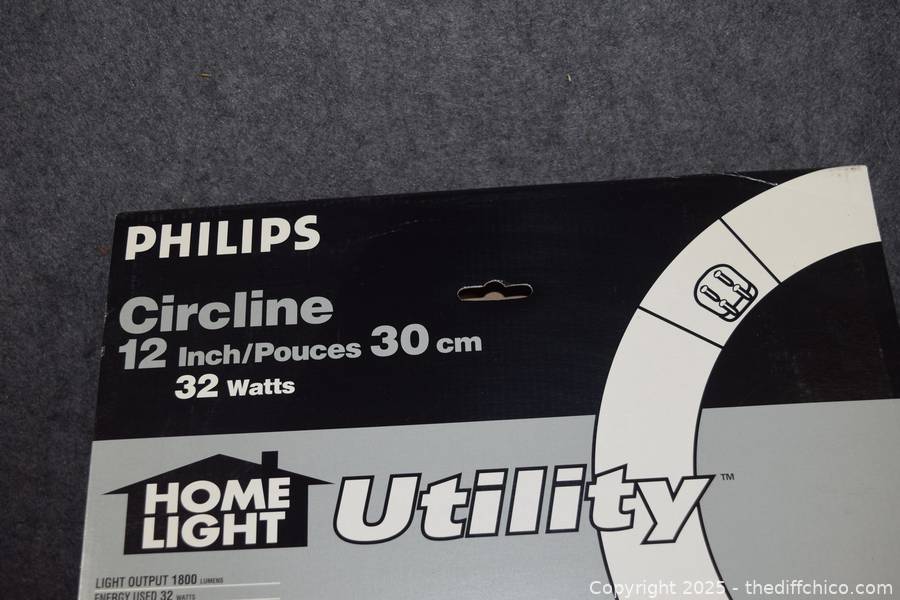 PHILIPS
Circline
12 Inch/Pouces 30 cm
32 Watts
HOME
LIGHT
Utility™
LIGHT OUTPUT 1800 LUMENS
ENERGY USED 32 WATTS
Copyright 2025 - thediffchico.com